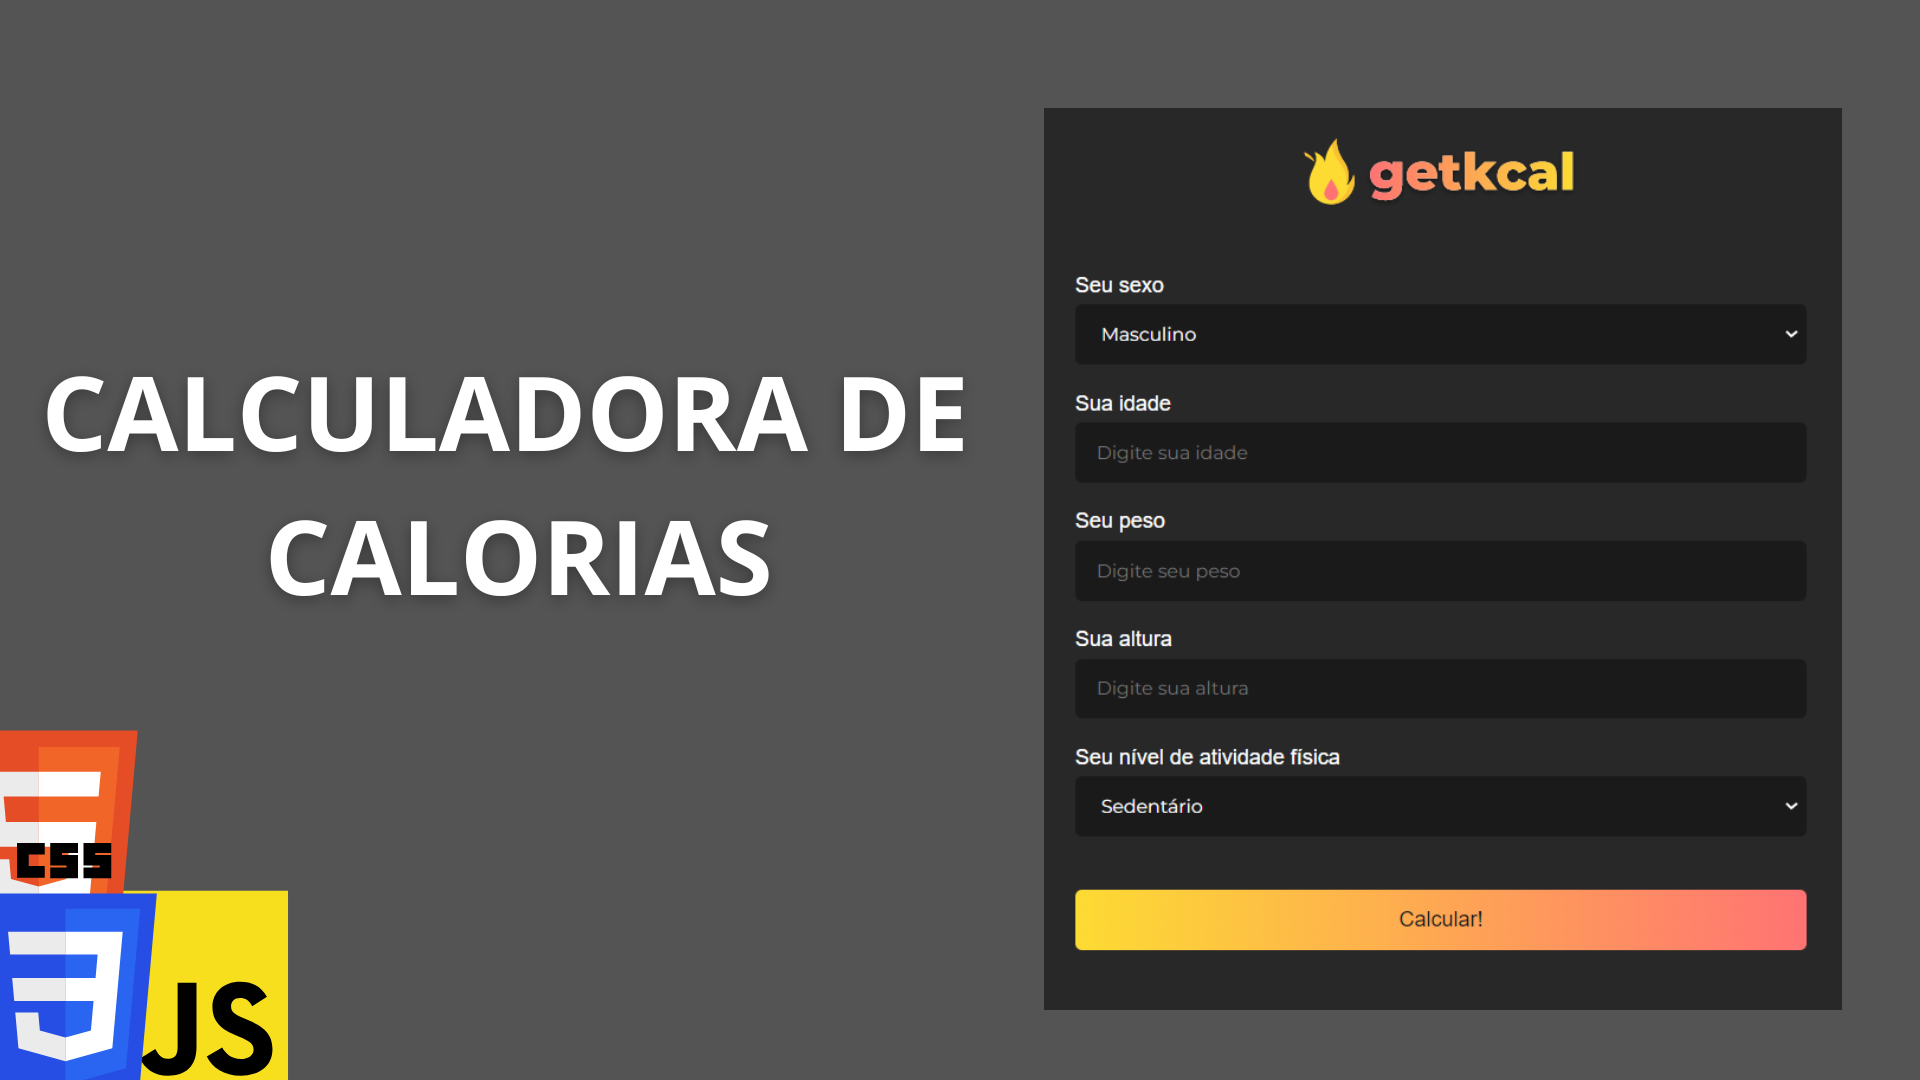 CALCULADORA DE
CALORIAS
getkcal
Seu sexo
Masculino
Sua idade
Digite sua idade
Seu peso
Digite seu peso
Sua altura
Digite sua altura
Seu nível de atividade física
Sedentário
Calcular!
CSS
JS